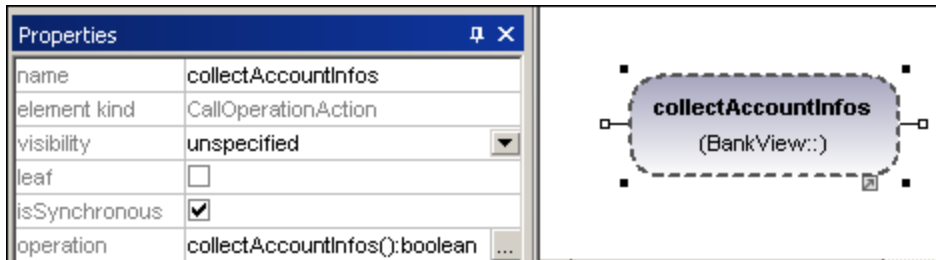 Properties
name collectAccountInfos
element kind CallOperationAction
visibility unspecified
leaf
isSynchronous
operation collectAccountInfos():boolean ...
collectAccountInfos
(BankView::)